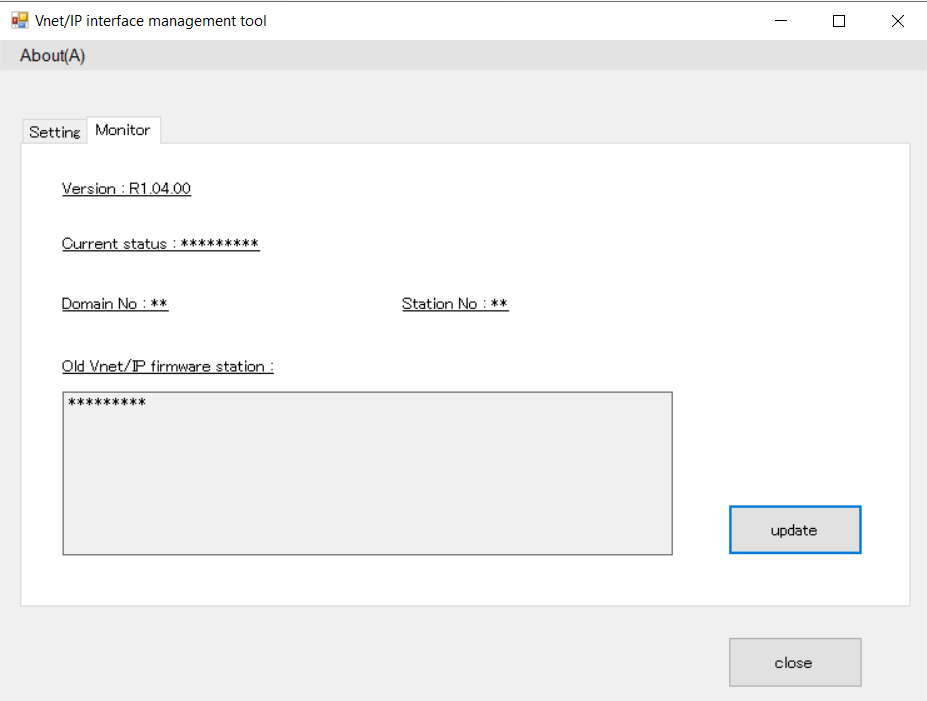 Vnet/IP interface management tool
About(A)
Setting Monitor
Version : R1.04.00
Current status : *********
Domain No : ** Station No : **
Old Vnet/IP firmware station :
*********
update
close